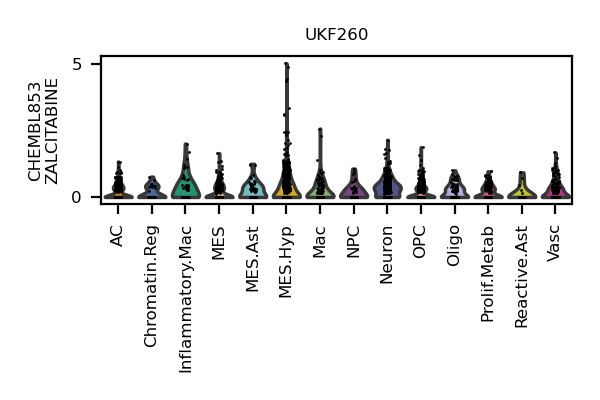 UKF260
CHEMBL853
ZALCITABINE
5
0
AC
Chromatin.Reg
Inflammatory.Mac
MES
MES.Ast
MES.Hyp
Mac
NPC
Neuron
OPC
Oligo
Prolif.Metab
Reactive.Ast
Vasc